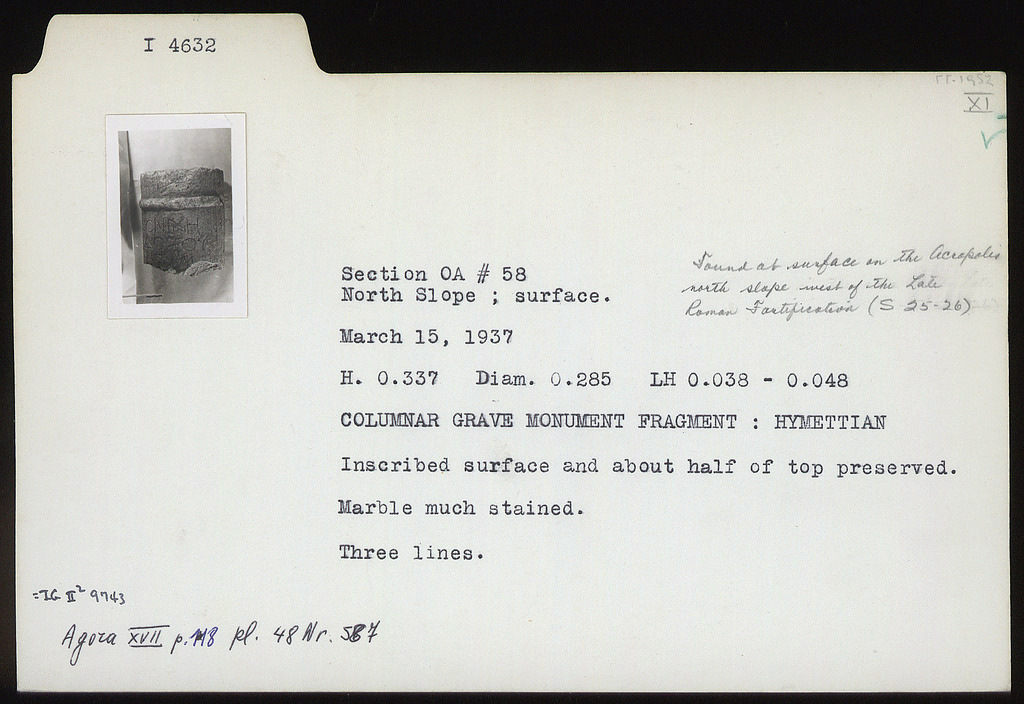 I 4632
XI
Section OA # 58
North Slope ; surface.
Found at surface on the Acropolis
north slope west of the Late
Roman Fortification (S 25-26)
March 15, 1937
H. 0.337 Diam. 0.285 LH 0.038 - 0.048
COLUMNAR GRAVE MONUMENT FRAGMENT : HYMETTIAN
Inscribed surface and about half of top preserved.
Marble much stained.
Three lines.
=IG II² 9743
Agora XVII p. pl. 48 Nr.